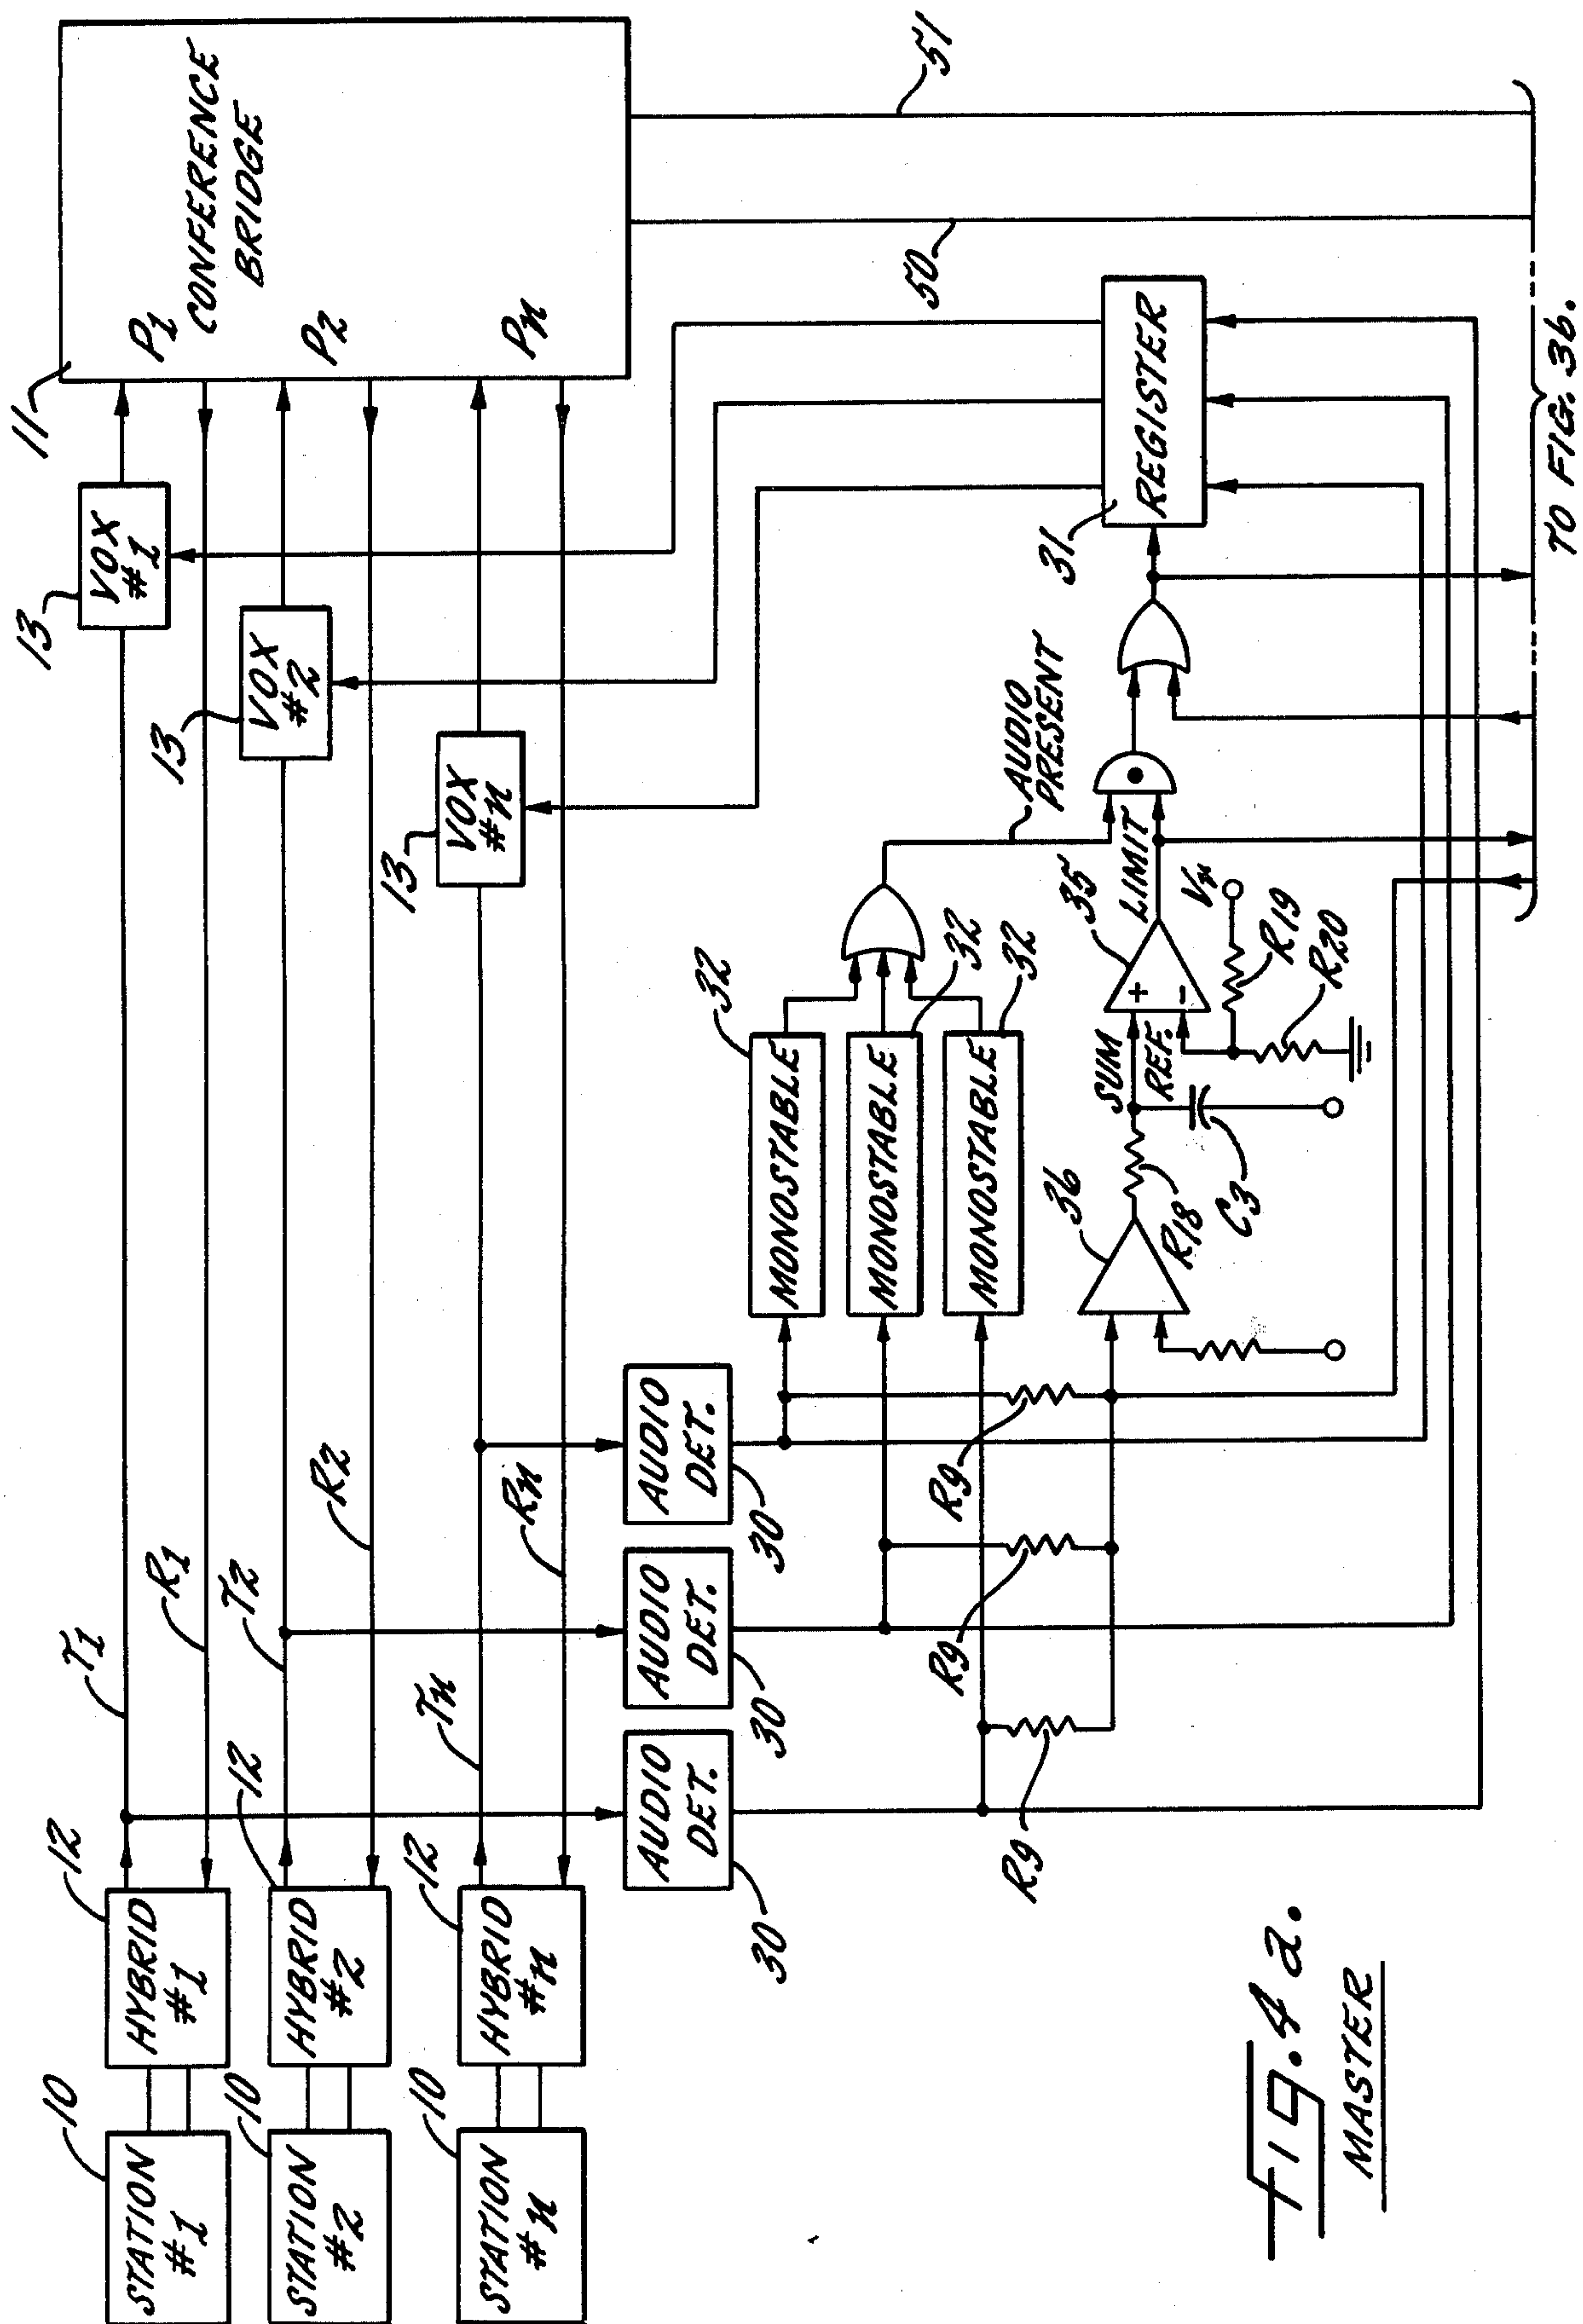 STATION
#1
10
HYBRID
#1
12
T1
R1
VOX
#1
13
11
P1
CONFERENCE
BRIDGE
STATION
#2
10
HYBRID
#2
12
T2
R2
VOX
#2
13
P2
STATION
#n
10
HYBRID
#n
12
Tn
Rn
VOX
#n
13
Pn
AUDIO
DET.
30
AUDIO
DET.
30
AUDIO
DET.
30
R9
R9
R9
MONOSTABLE
32
MONOSTABLE
32
MONOSTABLE
32
AUDIO
PRESENT
36
R18
C3
SUM
REF.
+
-
35
LIMIT
R19
R20
31
REGISTER
50
51
TO FIG. 3b.
Fig. 4a.
MASTER